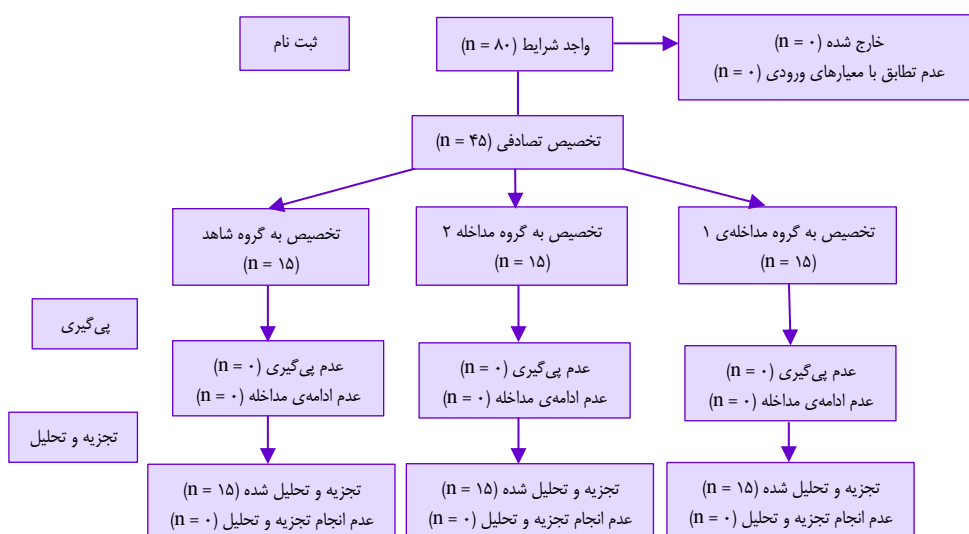 ثبت نام
واجد شرایط (n = ۸۰)
خارج شده (n = ۰)
عدم تطابق با معیارهای ورودی (n = ۰)
تخصیص تصادفی (n = ۴۵)
تخصیص به گروه مداخله‌ی ۱
(n = ۱۵)
تخصیص به گروه مداخله ۲
(n = ۱۵)
تخصیص به گروه شاهد
(n = ۱۵)
پی‌گیری
عدم پی‌گیری (n = ۰)
عدم ادامه‌ی مداخله (n = ۰)
عدم پی‌گیری (n = ۰)
عدم ادامه‌ی مداخله (n = ۰)
عدم پی‌گیری (n = ۰)
عدم ادامه‌ی مداخله (n = ۰)
تجزیه و تحلیل
تجزیه و تحلیل شده (n = ۱۵)
عدم انجام تجزیه و تحلیل (n = ۰)
تجزیه و تحلیل شده (n = ۱۵)
عدم انجام تجزیه و تحلیل (n = ۰)
تجزیه و تحلیل شده (n = ۱۵)
عدم انجام تجزیه و تحلیل (n = ۰)